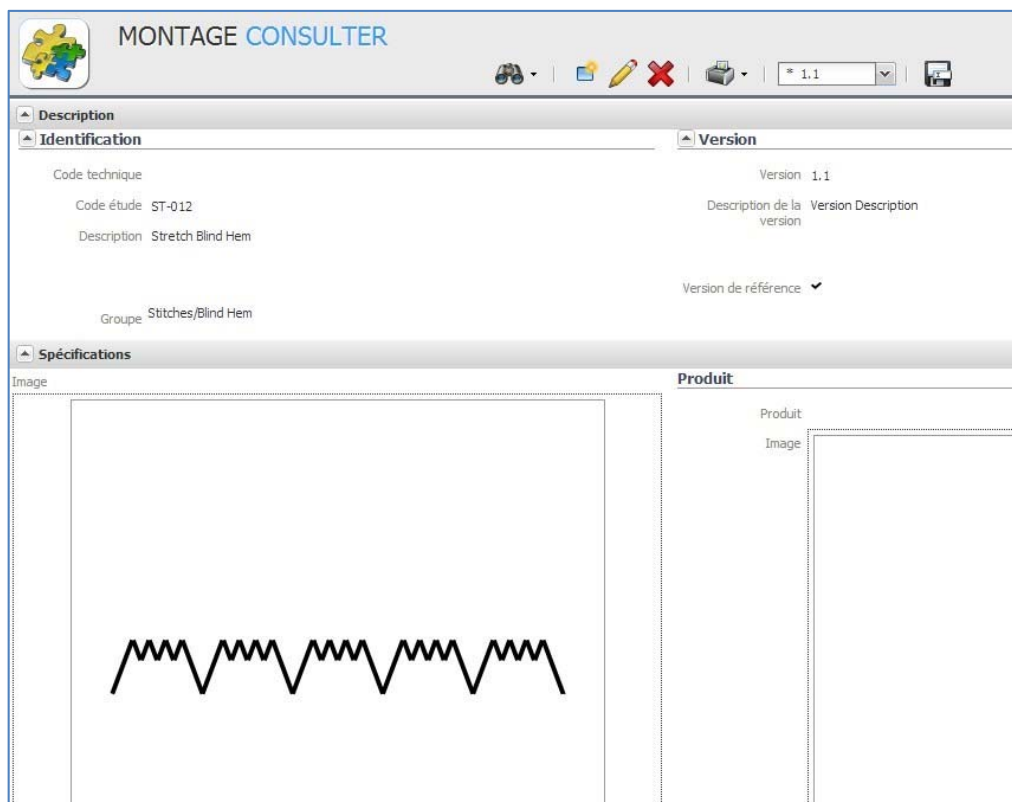 MONTAGE CONSULTER
* 1.1
Description
Identification
Code technique
Code étude ST-012
Description Stretch Blind Hem
Groupe Stitches/Blind Hem
Version
Version 1.1
Description de la Version Description
version
Version de référence ✔
Spécifications
Image
Produit
Produit
Image